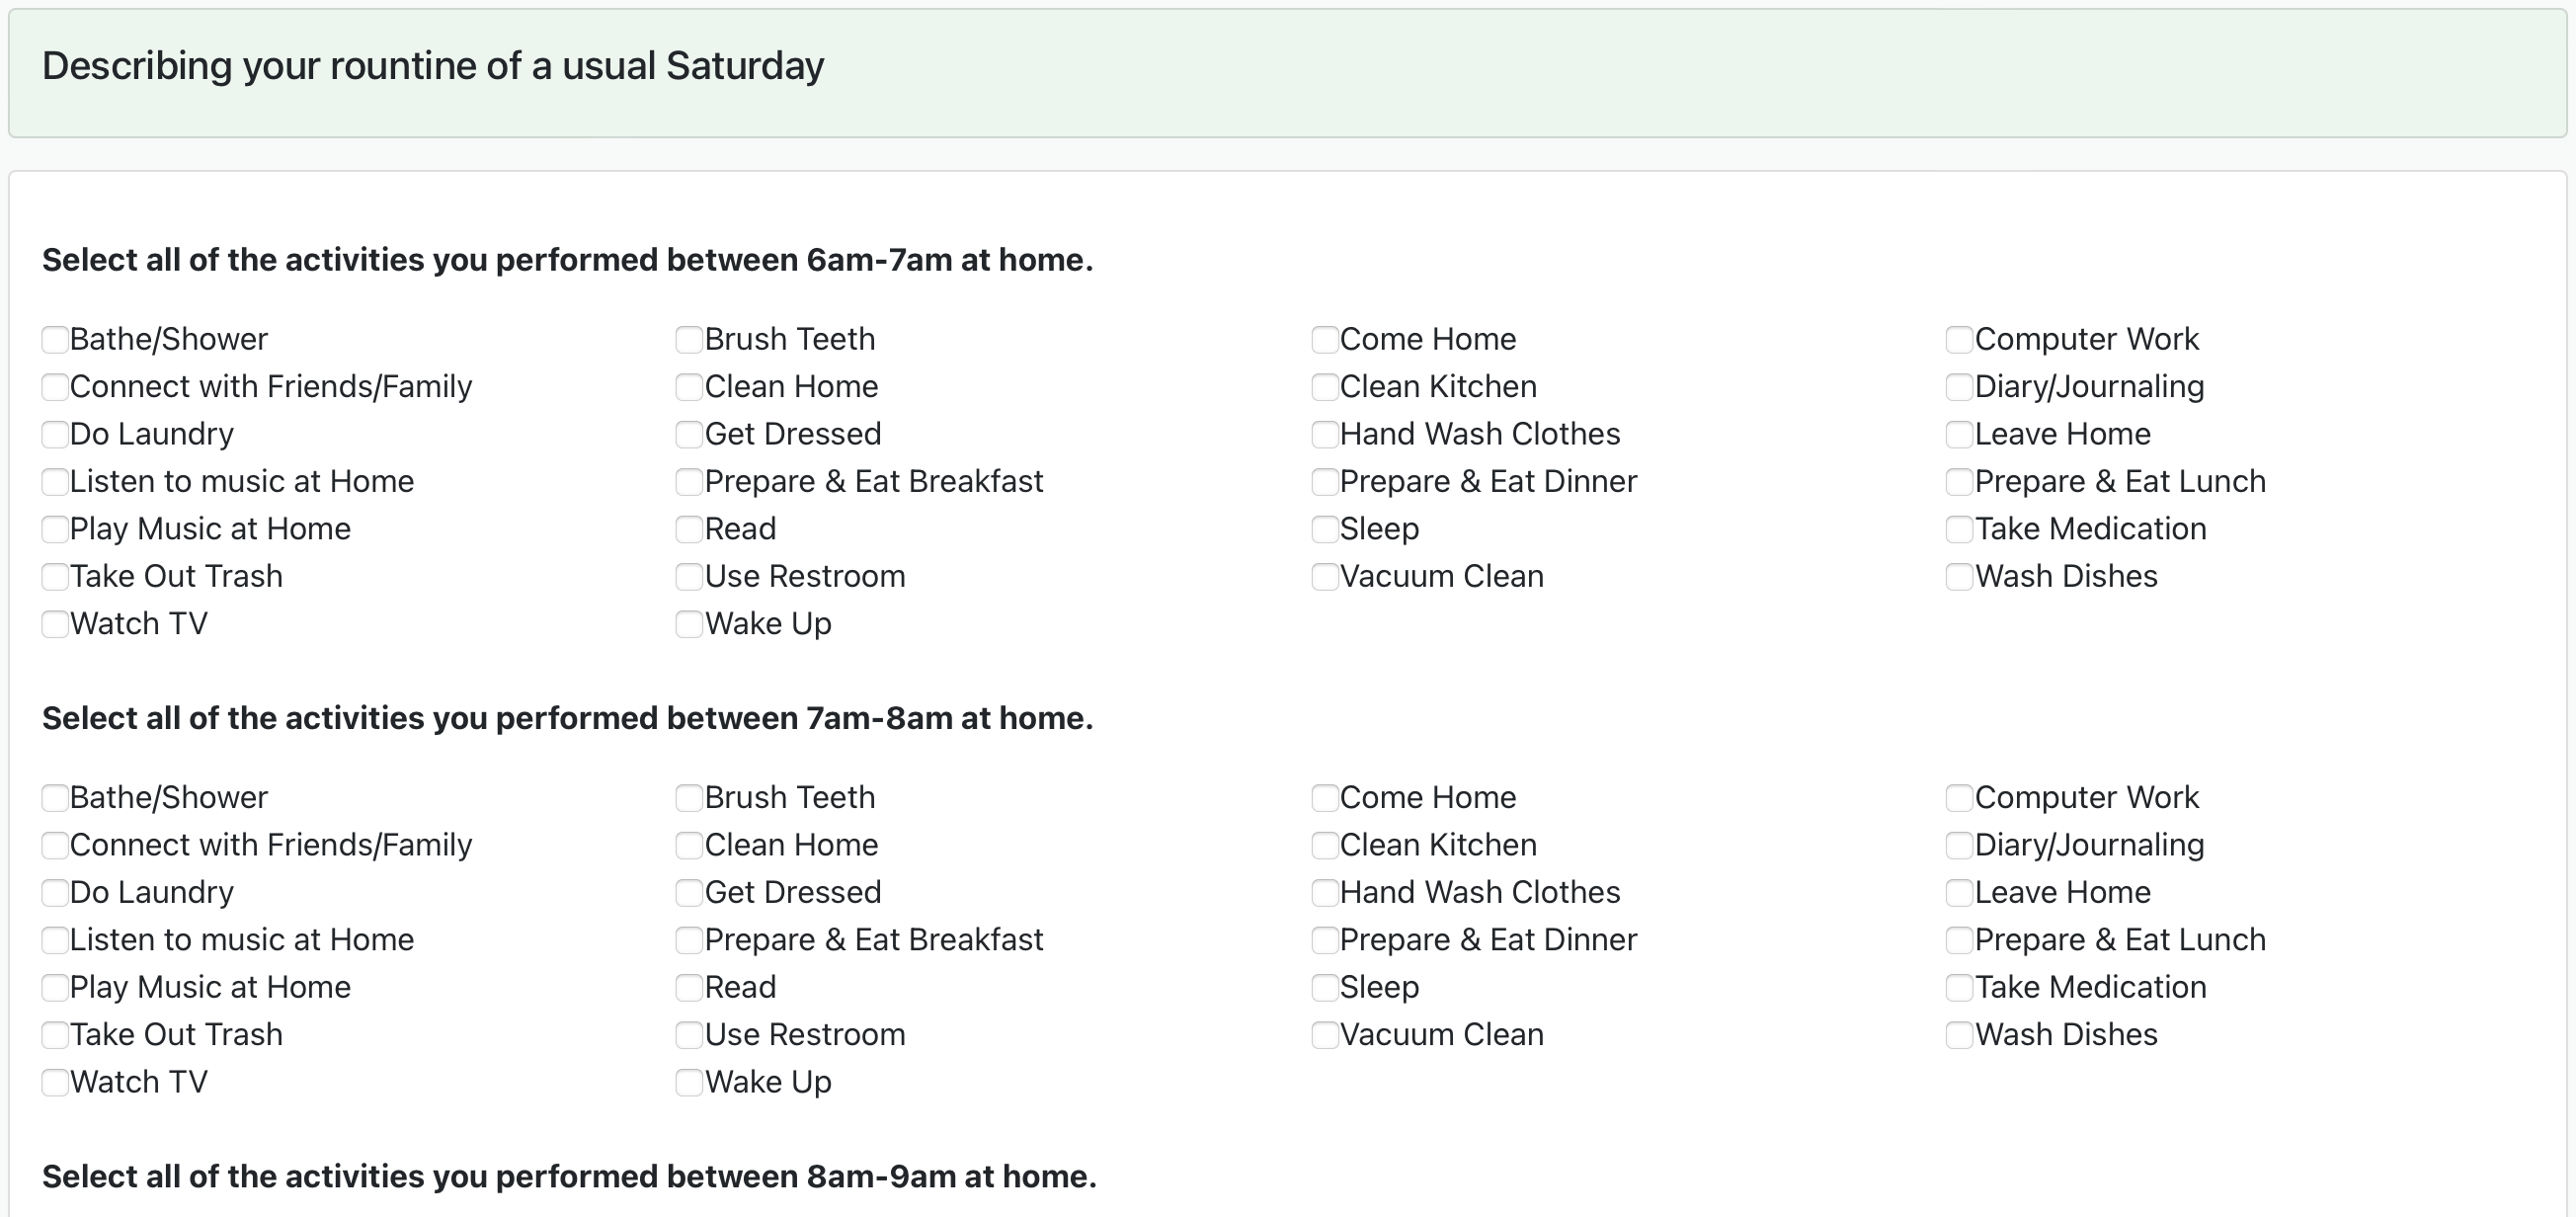 Describing your rountine of a usual Saturday
Select all of the activities you performed between 6am-7am at home.
Bathe/Shower Brush Teeth Come Home Computer Work
Connect with Friends/Family Clean Home Clean Kitchen Diary/Journaling
Do Laundry Get Dressed Hand Wash Clothes Leave Home
Listen to music at Home Prepare & Eat Breakfast Prepare & Eat Dinner Prepare & Eat Lunch
Play Music at Home Read Sleep Take Medication
Take Out Trash Use Restroom Vacuum Clean Wash Dishes
Watch TV Wake Up
Select all of the activities you performed between 7am-8am at home.
Bathe/Shower Brush Teeth Come Home Computer Work
Connect with Friends/Family Clean Home Clean Kitchen Diary/Journaling
Do Laundry Get Dressed Hand Wash Clothes Leave Home
Listen to music at Home Prepare & Eat Breakfast Prepare & Eat Dinner Prepare & Eat Lunch
Play Music at Home Read Sleep Take Medication
Take Out Trash Use Restroom Vacuum Clean Wash Dishes
Watch TV Wake Up
Select all of the activities you performed between 8am-9am at home.